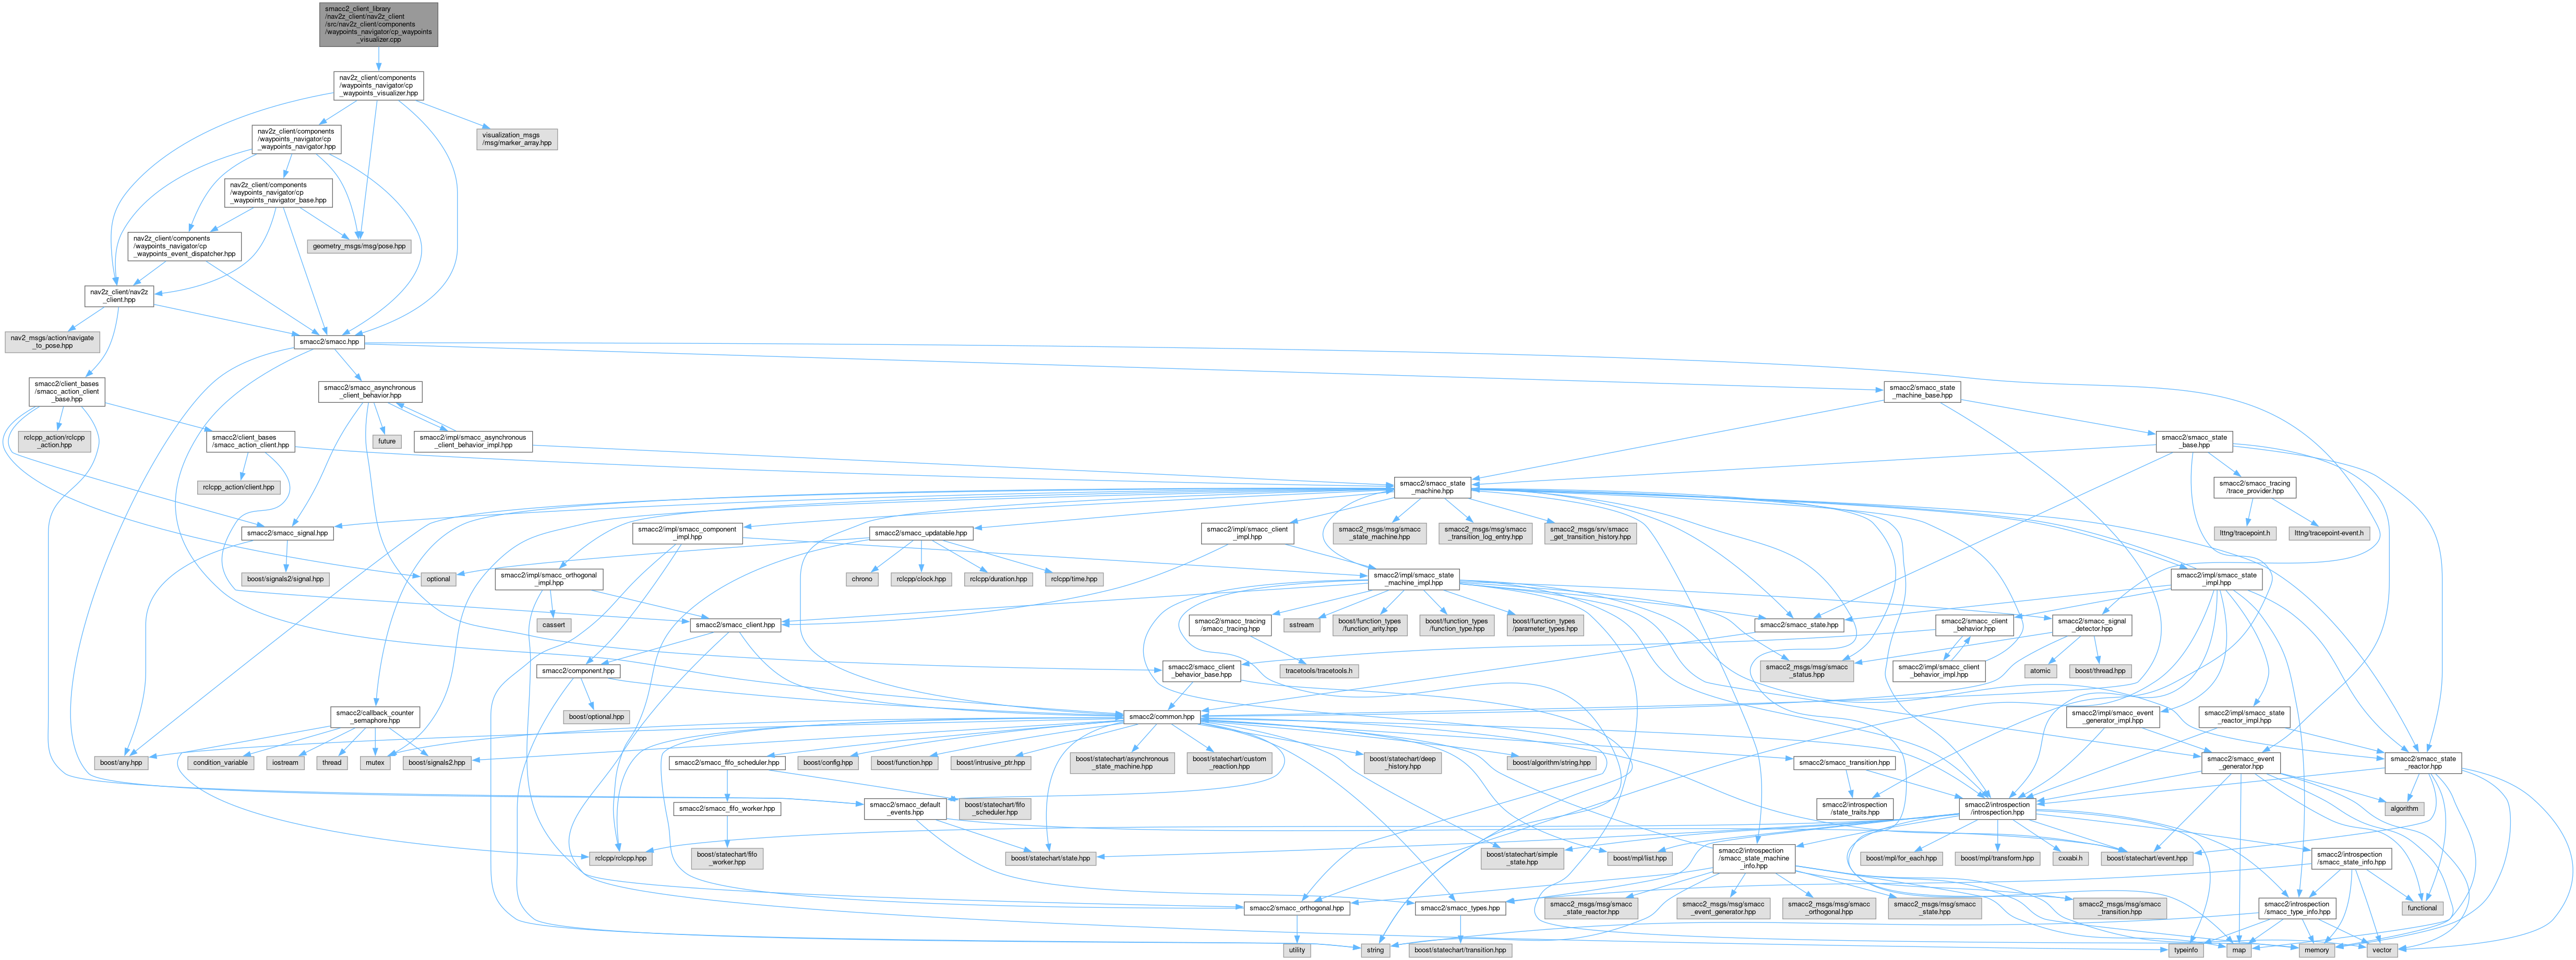 smacc2_client_library
/nav2z_client/nav2z_client
/src/nav2z_client/components
/waypoints_navigator/cp_waypoints
_visualizer.cpp
nav2z_client/components
/waypoints_navigator/cp
_waypoints_visualizer.hpp
nav2z_client/components
/waypoints_navigator/cp
_waypoints_navigator.hpp
visualization_msgs
/msg/marker_array.hpp
nav2z_client/components
/waypoints_navigator/cp
_waypoints_navigator_base.hpp
nav2z_client/components
/waypoints_navigator/cp
_waypoints_event_dispatcher.hpp
geometry_msgs/msg/pose.hpp
nav2z_client/nav2z
_client.hpp
nav2_msgs/action/navigate
_to_pose.hpp
smacc2/smacc.hpp
smacc2/client_bases
/smacc_action_client
_base.hpp
smacc2/smacc_asynchronous
_client_behavior.hpp
smacc2/smacc_state
_machine_base.hpp
rclcpp_action/rclcpp
_action.hpp
smacc2/client_bases
/smacc_action_client.hpp
future
smacc2/impl/smacc_asynchronous
_client_behavior_impl.hpp
smacc2/smacc_state
_base.hpp
rclcpp_action/client.hpp
smacc2/smacc_state
_machine.hpp
smacc2/smacc_tracing
/trace_provider.hpp
smacc2/smacc_signal.hpp
smacc2/impl/smacc_component
_impl.hpp
smacc2/smacc_updatable.hpp
smacc2/impl/smacc_client
_impl.hpp
smacc2_msgs/msg/smacc
_state_machine.hpp
smacc2_msgs/msg/smacc
_transition_log_entry.hpp
smacc2_msgs/srv/smacc
_get_transition_history.hpp
lttng/tracepoint.h
lttng/tracepoint-event.h
boost/signals2/signal.hpp
optional
smacc2/impl/smacc_orthogonal
_impl.hpp
chrono
rclcpp/clock.hpp
rclcpp/duration.hpp
rclcpp/time.hpp
smacc2/impl/smacc_state
_machine_impl.hpp
smacc2/impl/smacc_state
_impl.hpp
cassert
smacc2/smacc_client.hpp
smacc2/smacc_tracing
/smacc_tracing.hpp
sstream
boost/function_types
/function_arity.hpp
boost/function_types
/function_type.hpp
boost/function_types
/parameter_types.hpp
smacc2/smacc_state.hpp
smacc2/smacc_client
_behavior.hpp
smacc2/smacc_signal
_detector.hpp
smacc2/component.hpp
smacc2/smacc_client
_behavior_base.hpp
tracetools/tracetools.h
smacc2_msgs/msg/smacc
_status.hpp
smacc2/impl/smacc_client
_behavior_impl.hpp
atomic
boost/thread.hpp
smacc2/callback_counter
_semaphore.hpp
boost/optional.hpp
smacc2/common.hpp
smacc2/impl/smacc_event
_generator_impl.hpp
smacc2/impl/smacc_state
_reactor_impl.hpp
boost/any.hpp
condition_variable
iostream
thread
mutex
boost/signals2.hpp
smacc2/smacc_fifo_scheduler.hpp
boost/config.hpp
boost/function.hpp
boost/intrusive_ptr.hpp
boost/statechart/asynchronous
_state_machine.hpp
boost/statechart/custom
_reaction.hpp
boost/statechart/deep
_history.hpp
boost/algorithm/string.hpp
smacc2/smacc_transition.hpp
smacc2/smacc_event
_generator.hpp
smacc2/smacc_state
_reactor.hpp
smacc2/smacc_fifo_worker.hpp
smacc2/smacc_default
_events.hpp
boost/statechart/fifo
_scheduler.hpp
smacc2/introspection
/state_traits.hpp
smacc2/introspection
/introspection.hpp
algorithm
rclcpp/rclcpp.hpp
boost/statechart/fifo
_worker.hpp
boost/statechart/state.hpp
boost/statechart/simple
_state.hpp
boost/mpl/list.hpp
smacc2/introspection
/smacc_state_machine
_info.hpp
boost/mpl/for_each.hpp
boost/mpl/transform.hpp
cxxabi.h
boost/statechart/event.hpp
smacc2/introspection
/smacc_state_info.hpp
smacc2/smacc_orthogonal.hpp
smacc2/smacc_types.hpp
smacc2_msgs/msg/smacc
_state_reactor.hpp
smacc2_msgs/msg/smacc
_event_generator.hpp
smacc2_msgs/msg/smacc
_orthogonal.hpp
smacc2_msgs/msg/smacc
_state.hpp
smacc2_msgs/msg/smacc
_transition.hpp
smacc2/introspection
/smacc_type_info.hpp
functional
utility
string
boost/statechart/transition.hpp
typeinfo
map
memory
vector